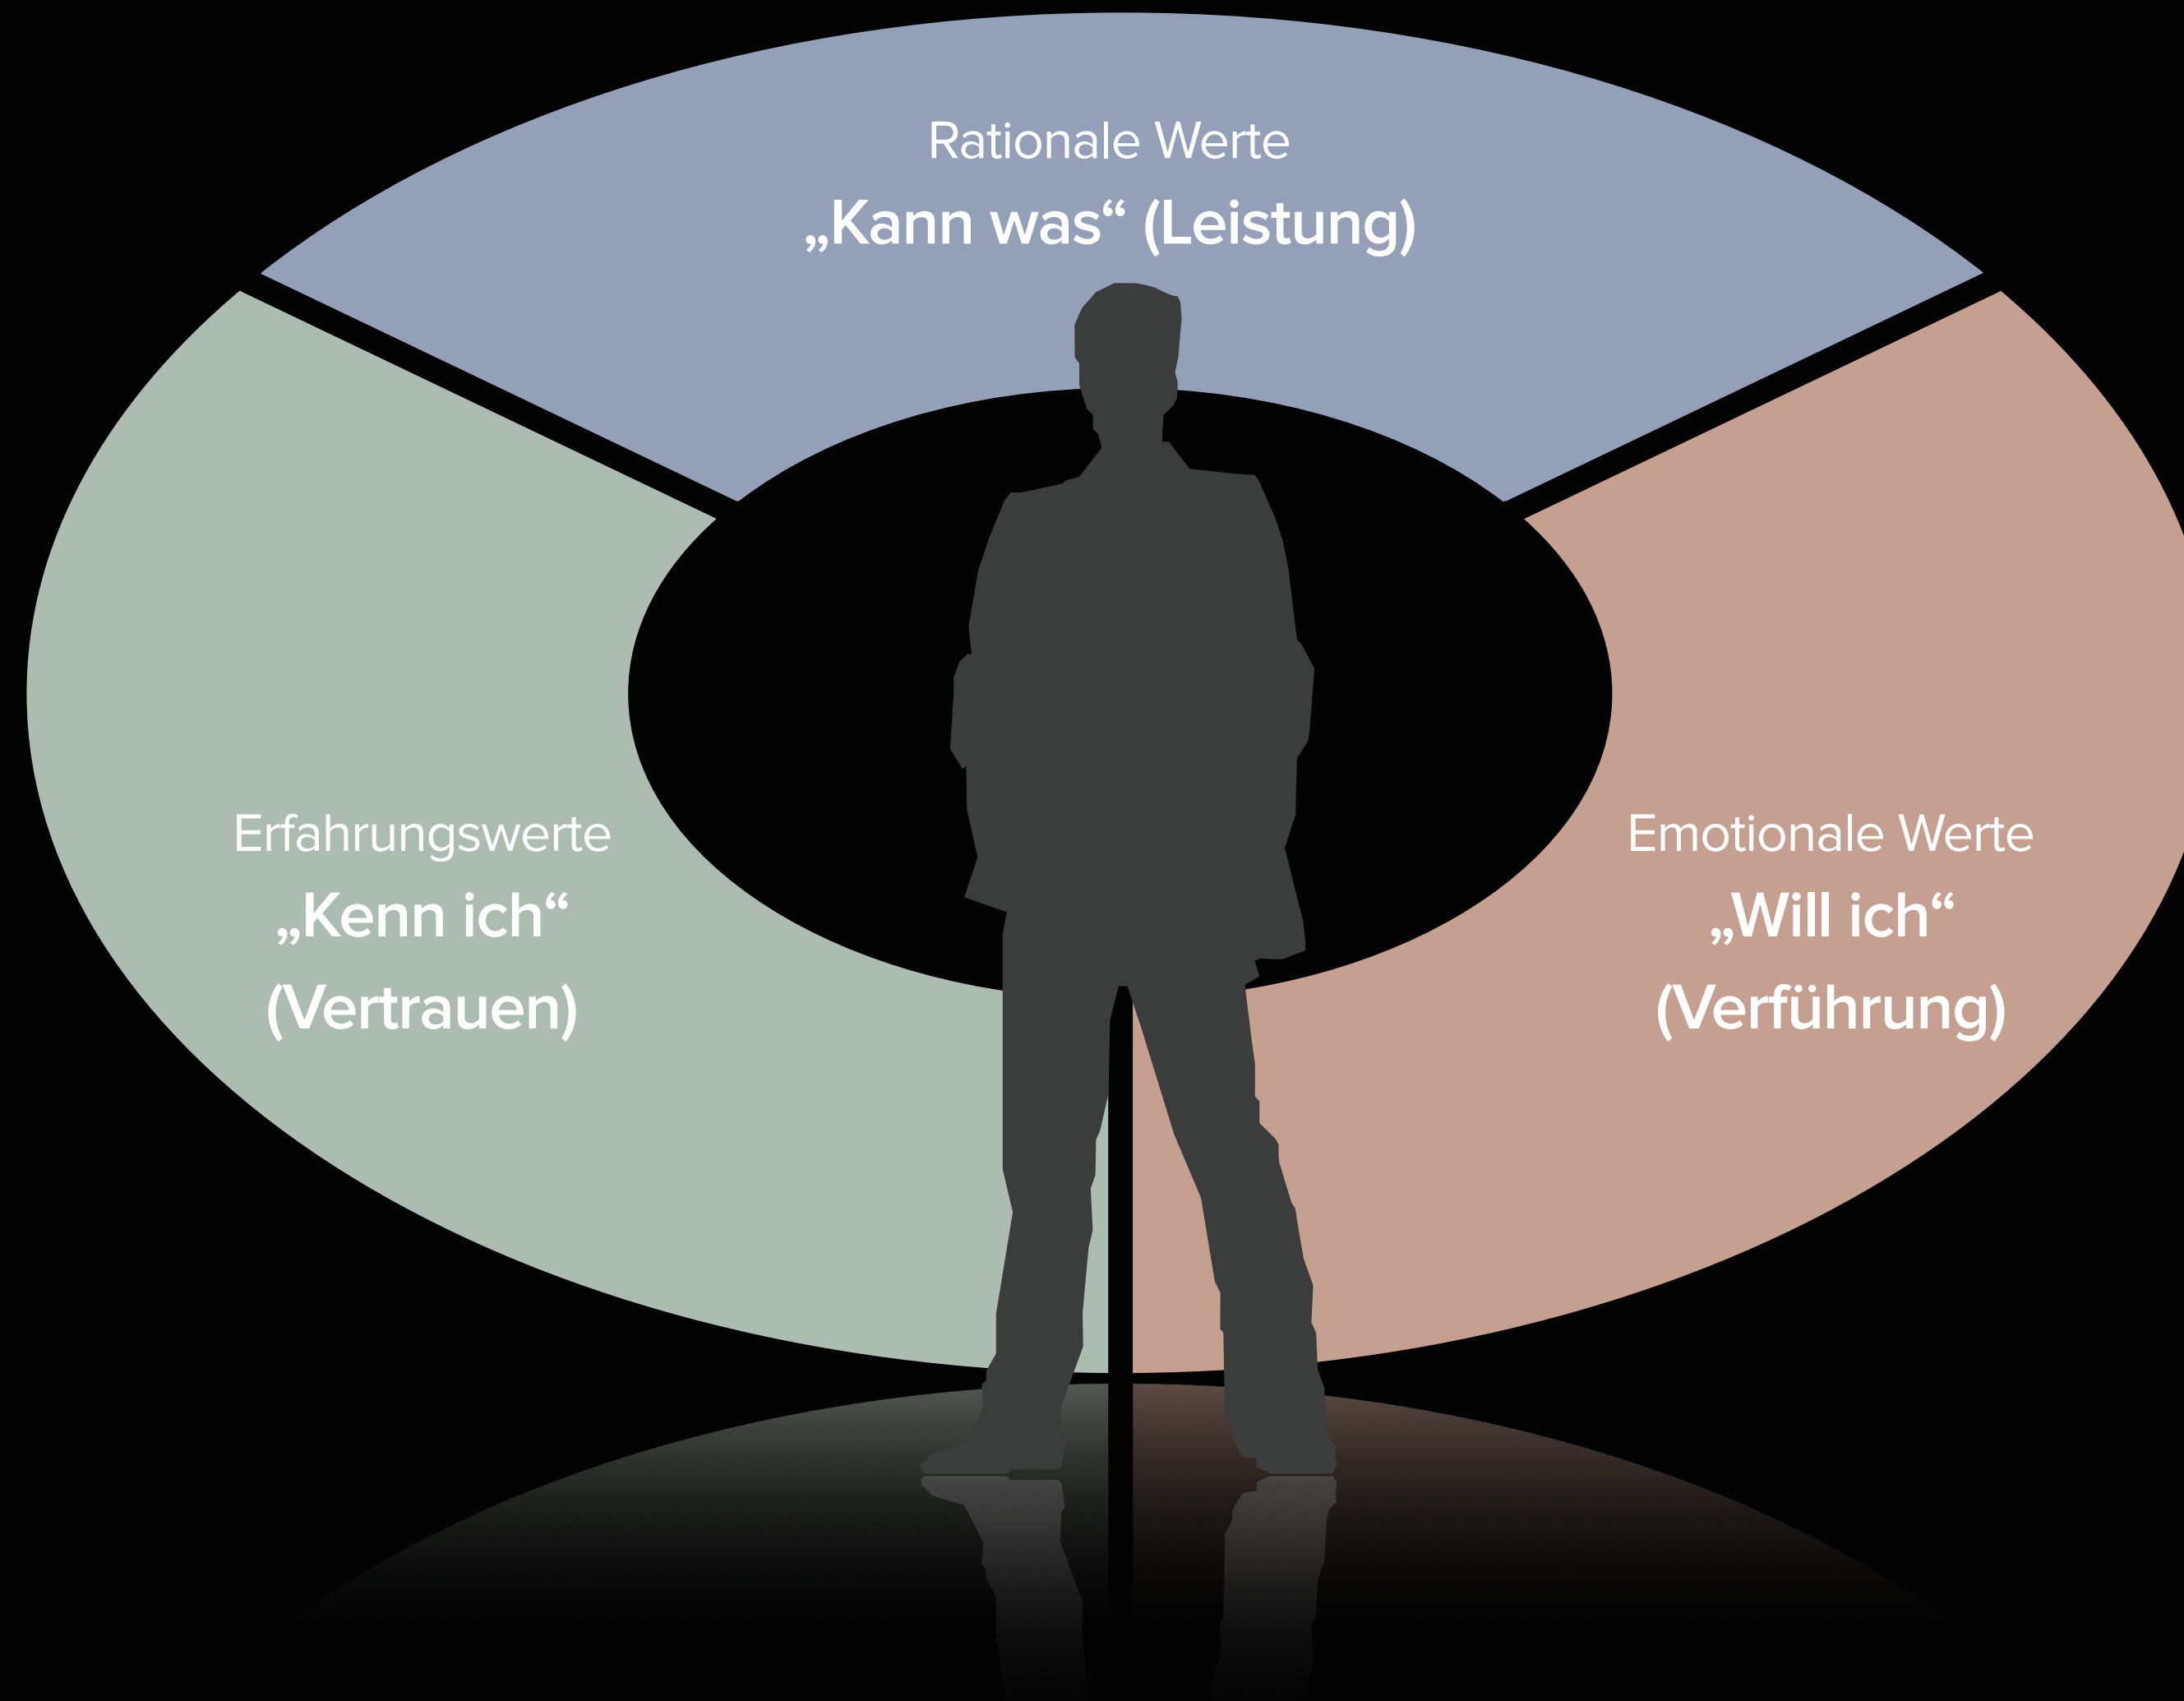 Rationale Werte
„Kann was“ (Leistung)
Erfahrungswerte
„Kenn ich“
(Vertrauen)
Emotionale Werte
„Will ich“
(Verführung)